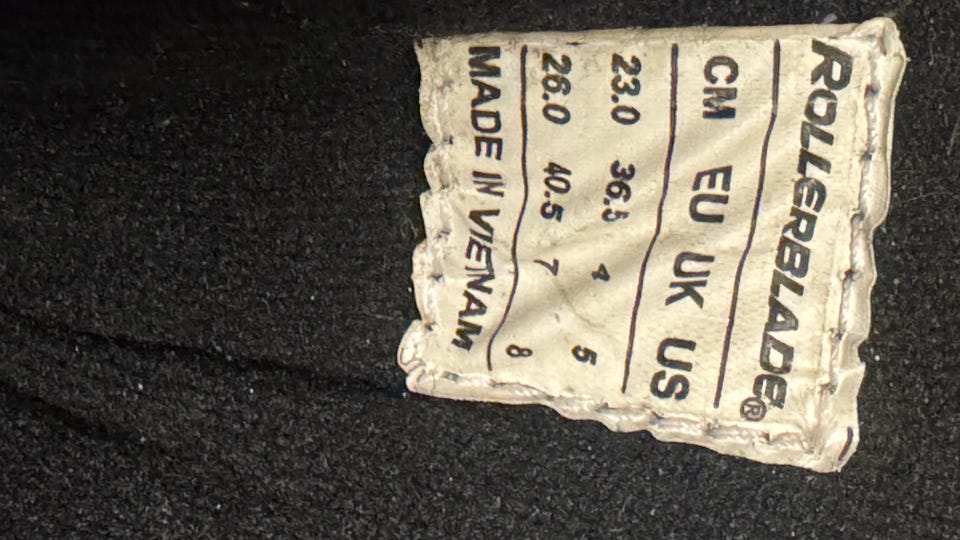 ROLLERBLADE®
CM EU UK US
23.0 36.5 4 5
26.0 40.5 7 8
MADE IN VIETNAM